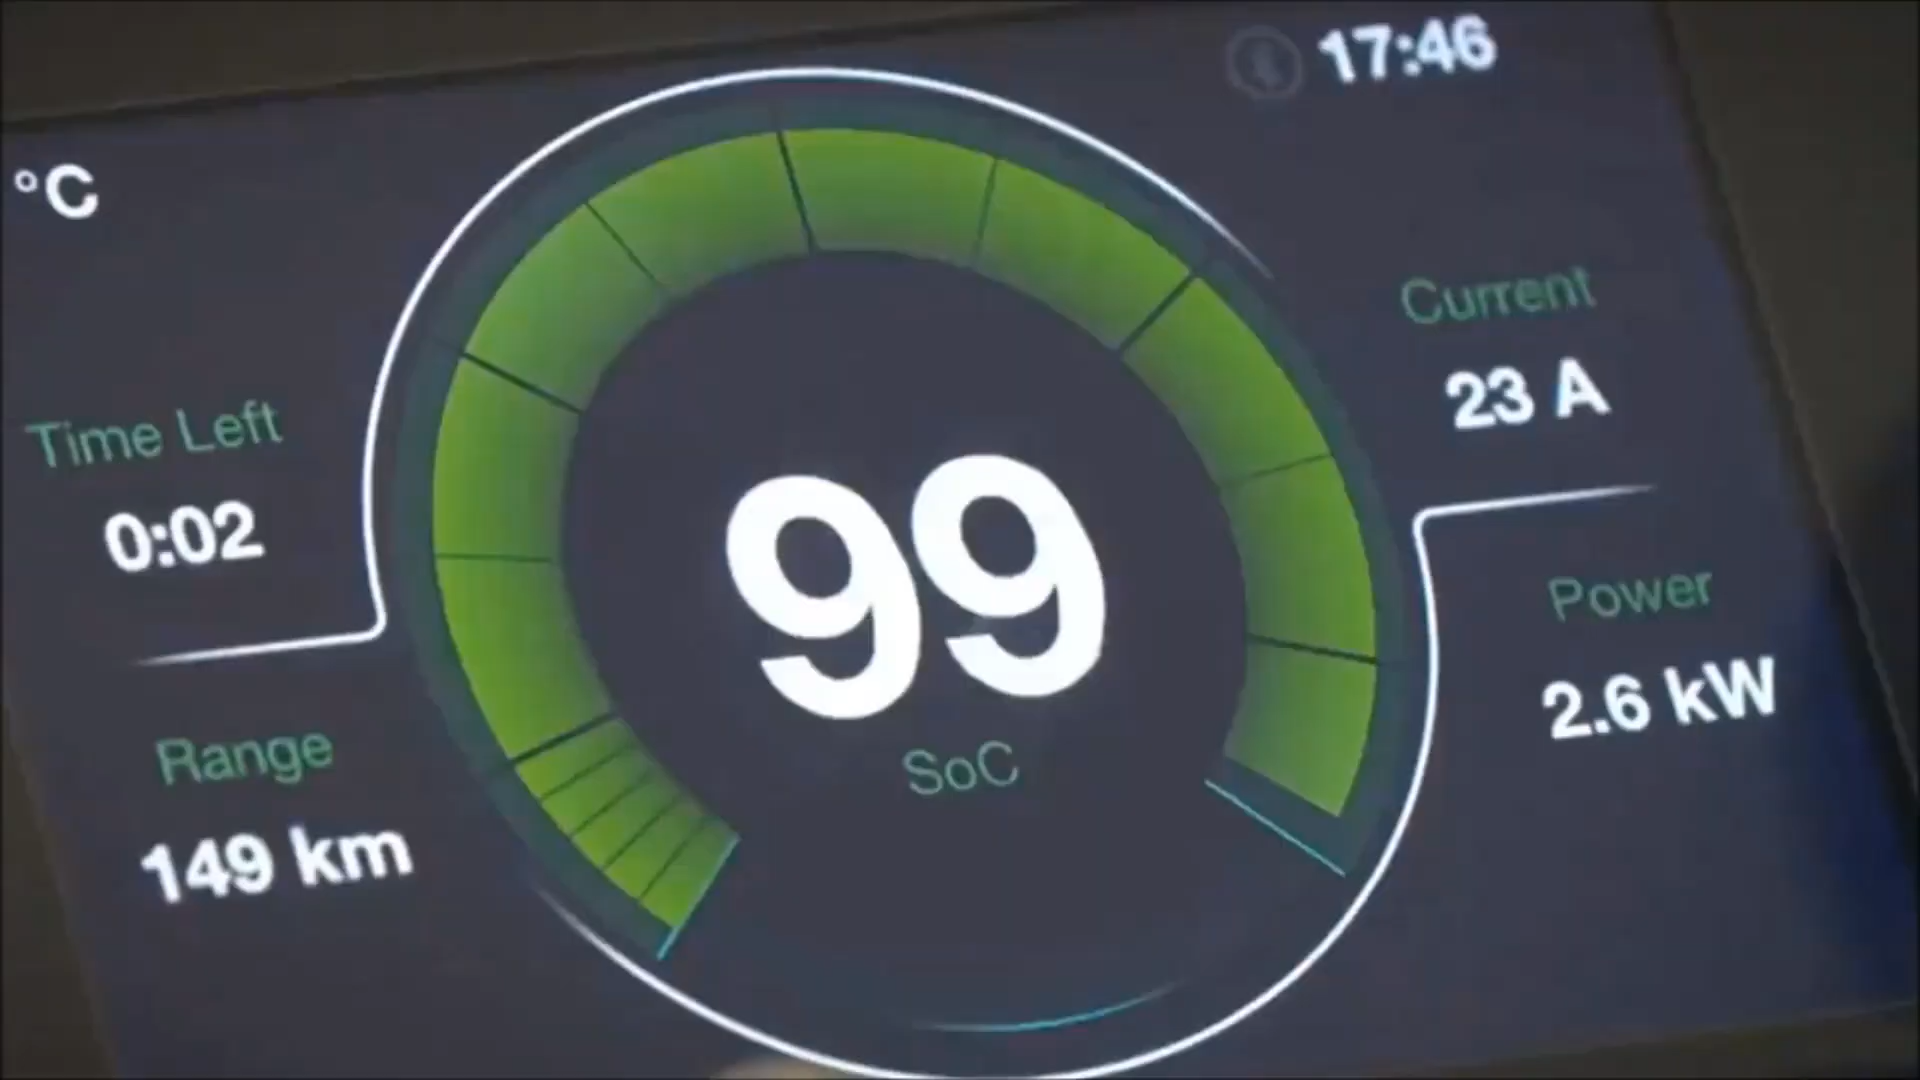 17:46
°C
Time Left
0:02
Range
149 km
99
SoC
Current
23 A
Power
2.6 kW